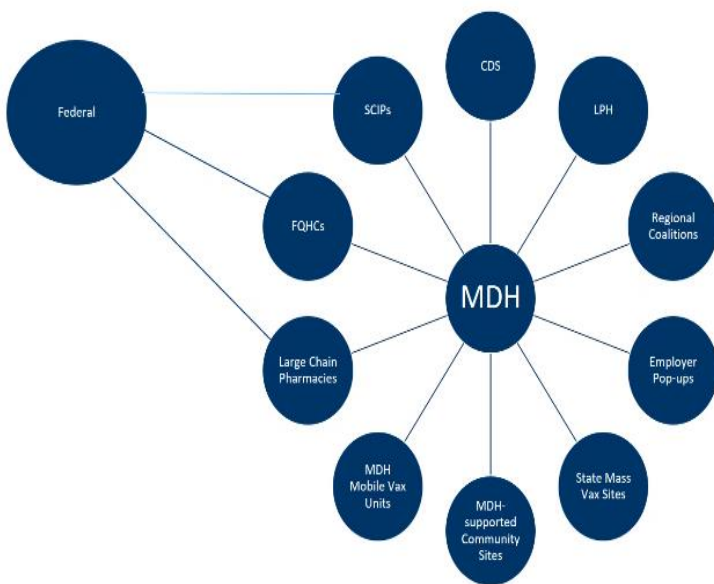 CDS
Federal
SCIPs
LPH
FQHCs
Regional
Coalitions
MDH
Large Chain
Pharmacies
Employer
Pop-ups
MDH
Mobile Vax
Units
MDH-
supported
Community
Sites
State Mass
Vax Sites